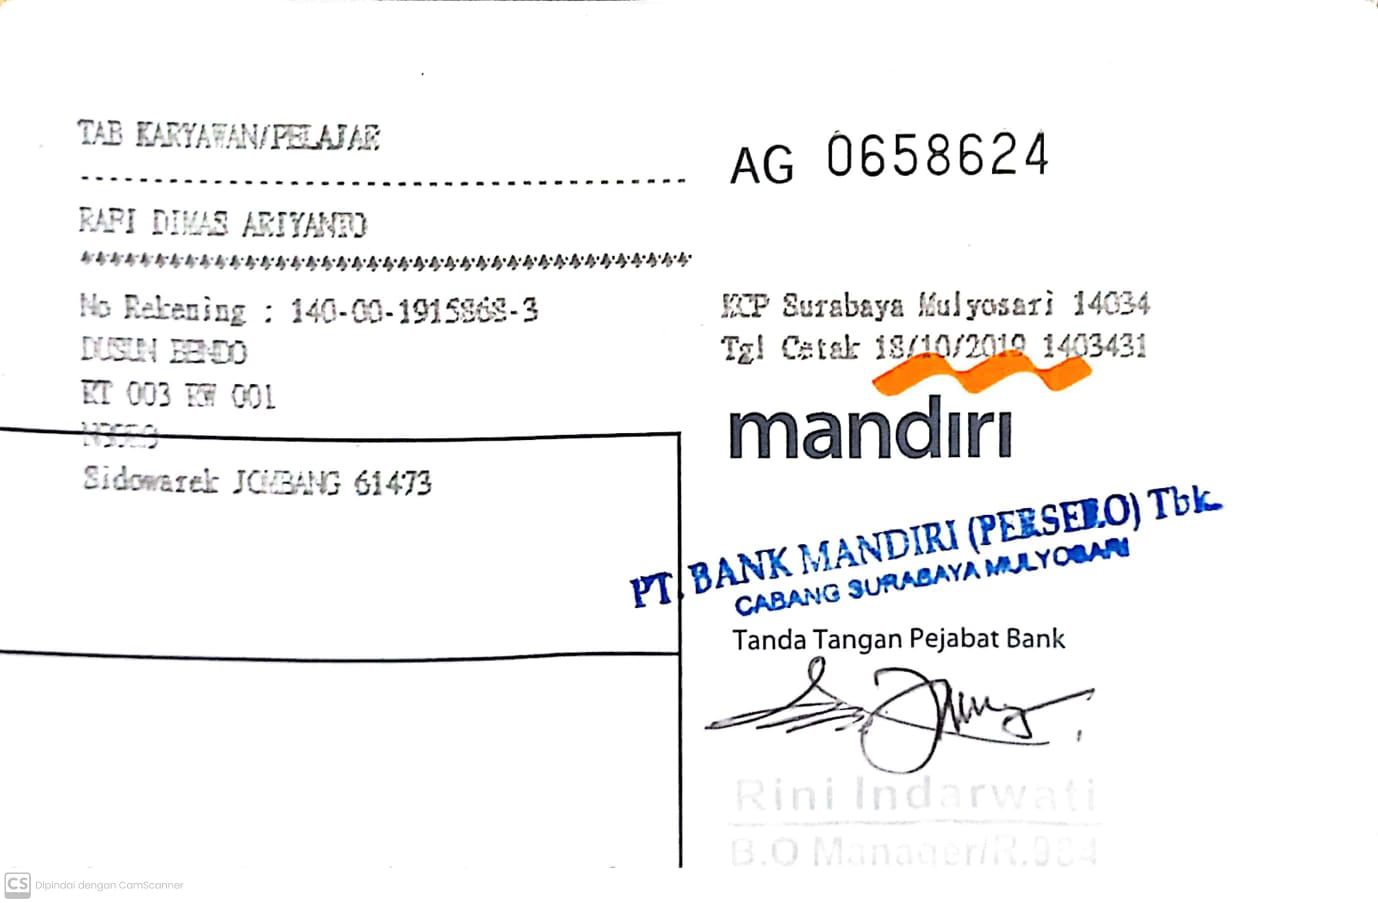 TAB KARYAWAN/PELAJAR
AG 0658624
RAPI DIMAS ARIYANTO
No Rekening : 140-00-1915868-3
DUSUN BENDO
RT 003 RW 001
Sidowarek JOMBANG 61473
KCP Surabaya Mulyosari 14034
Tgl Cetak 18/10/2019 1403431
mandiri
PT. BANK MANDIRI (PERSERO) Tbk.
CABANG SURABAYA MULYOSARI
Tanda Tangan Pejabat Bank
Rini Indarwati
B.O Manager/R.984
CS Dipindai dengan CamScanner